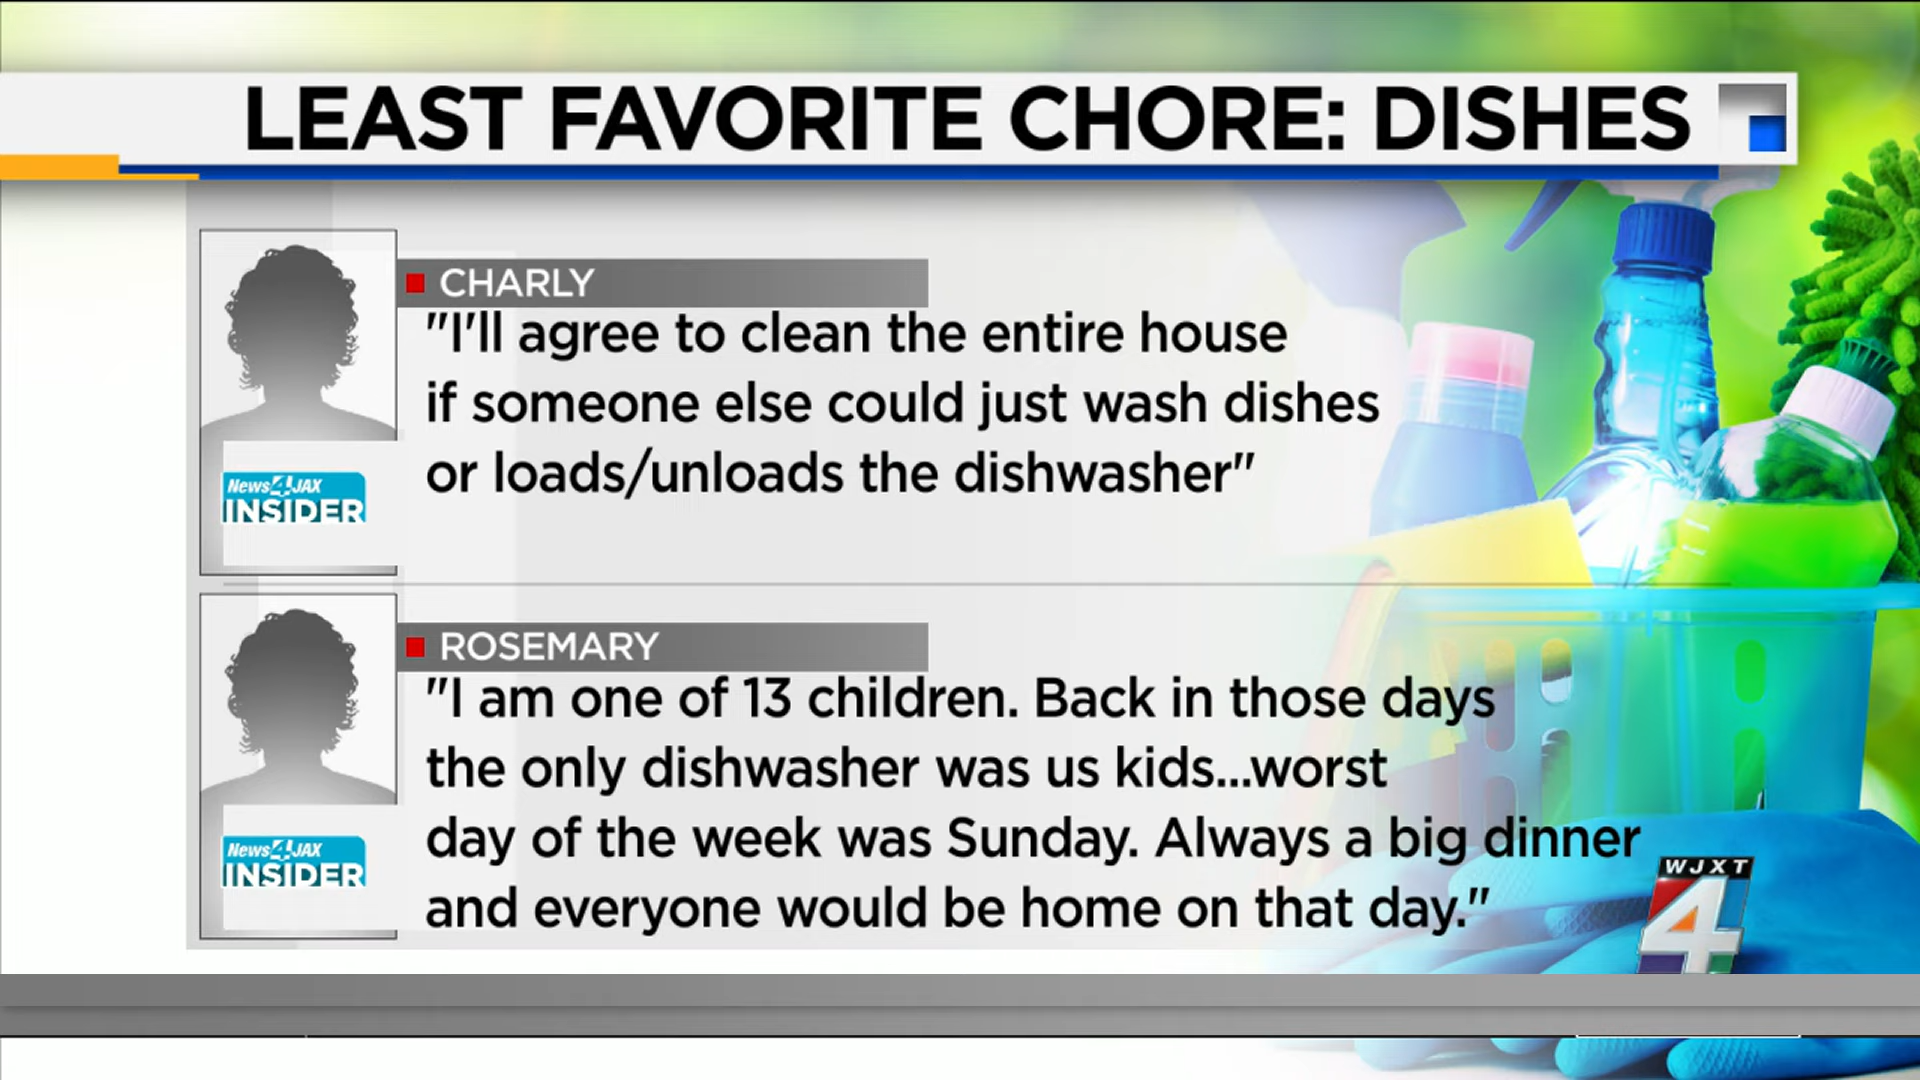 LEAST FAVORITE CHORE: DISHES
CHARLY
"I'll agree to clean the entire house
if someone else could just wash dishes
or loads/unloads the dishwasher"
News4JAX
INSIDER
ROSEMARY
"I am one of 13 children. Back in those days
the only dishwasher was us kids...worst
day of the week was Sunday. Always a big dinner
and everyone would be home on that day."
News4JAX
INSIDER
WJXT
4